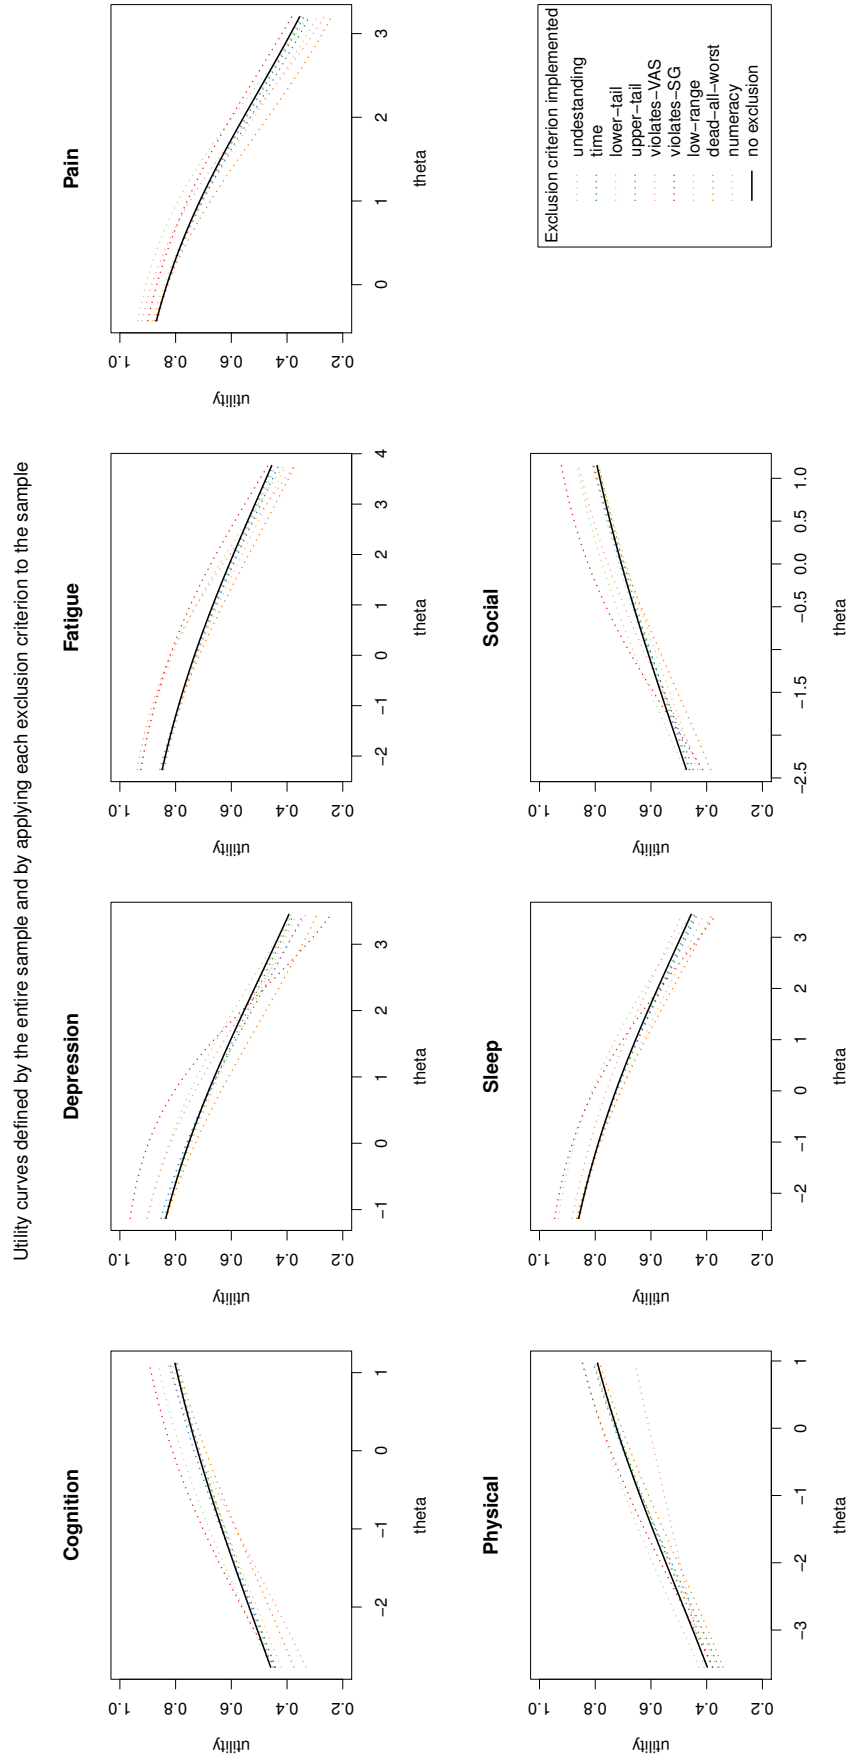 Utility curves defined by the entire sample and by applying each exclusion criterion to the sample
Cognition
utility
1.0
0.8
0.6
0.4
0.2
−2 −1 0 1
theta
Depression
utility
1.0
0.8
0.6
0.4
0.2
−1 0 1 2 3
theta
Fatigue
utility
1.0
0.8
0.6
0.4
0.2
−2 −1 0 1 2 3 4
theta
Pain
utility
1.0
0.8
0.6
0.4
0.2
0 1 2 3
theta
Physical
utility
1.0
0.8
0.6
0.4
0.2
−3 −2 −1 0 1
theta
Sleep
utility
1.0
0.8
0.6
0.4
0.2
−2 −1 0 1 2 3
theta
Social
utility
1.0
0.8
0.6
0.4
0.2
−2.5 −1.5 −0.5 0.0 0.5 1.0
theta
Exclusion criterion implemented
undestanding
time
lower−tail
upper−tail
violates−VAS
violates−SG
low−range
dead−all−worst
numeracy
no exclusion